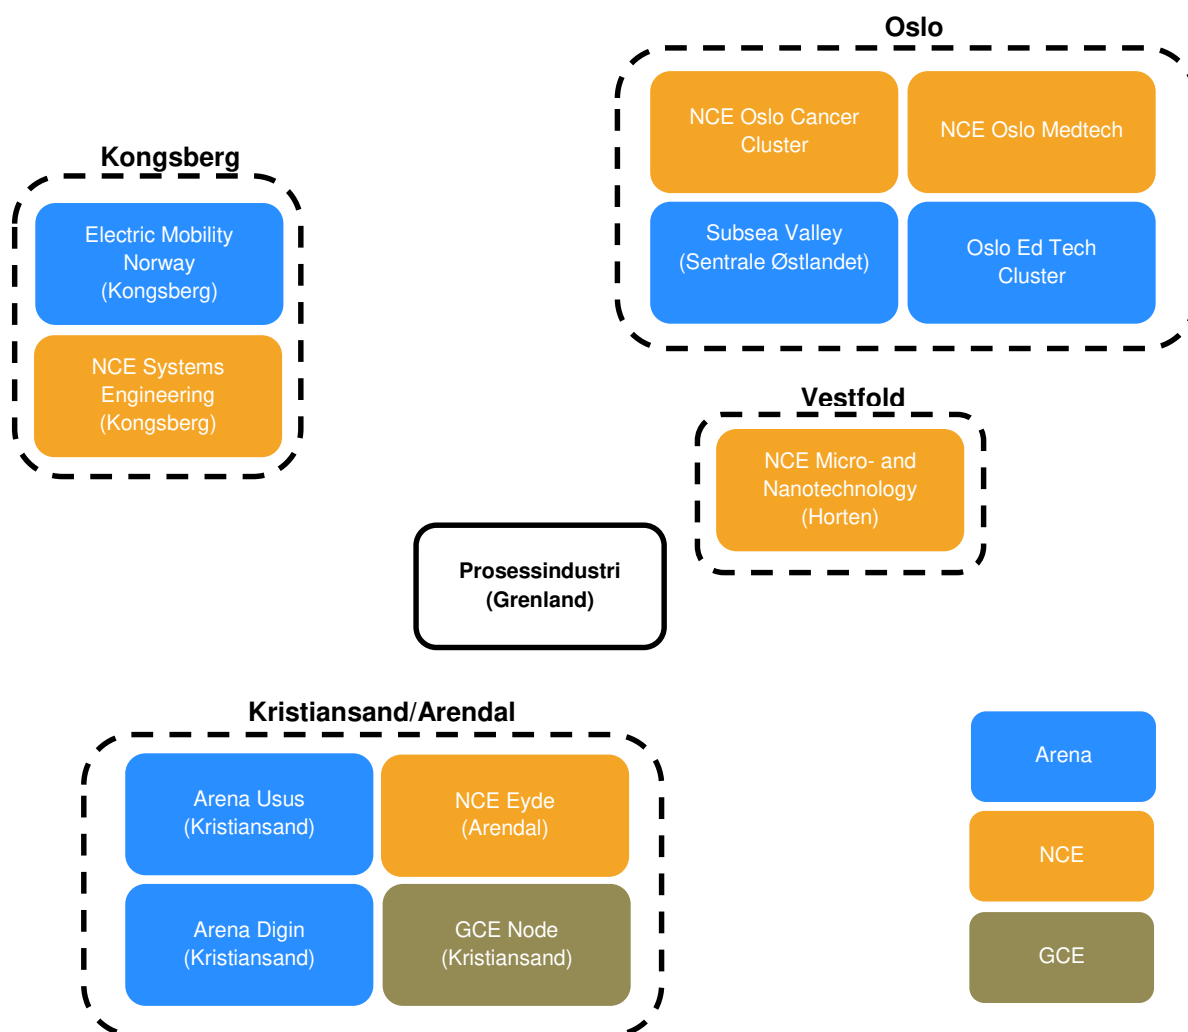 Oslo
NCE Oslo Cancer
Cluster
NCE Oslo Medtech
Subsea Valley
(Sentrale Østlandet)
Oslo Ed Tech
Cluster
Kongsberg
Electric Mobility
Norway
(Kongsberg)
NCE Systems
Engineering
(Kongsberg)
Vestfold
NCE Micro- and
Nanotechnology
(Horten)
Prosessindustri
(Grenland)
Kristiansand/Arendal
Arena Usus
(Kristiansand)
NCE Eyde
(Arendal)
Arena Digin
(Kristiansand)
GCE Node
(Kristiansand)
Arena
NCE
GCE